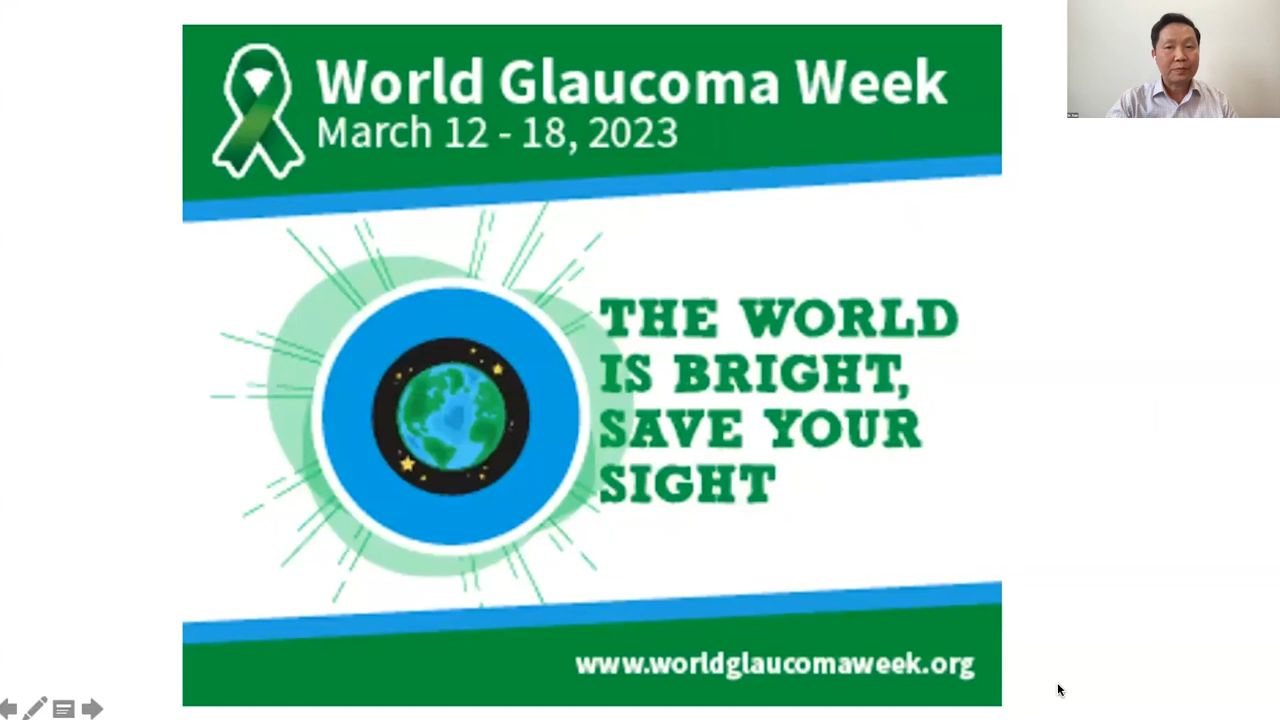 World Glaucoma Week
March 12 - 18, 2023
THE WORLD
IS BRIGHT,
SAVE YOUR
SIGHT
www.worldglaucomaweek.org